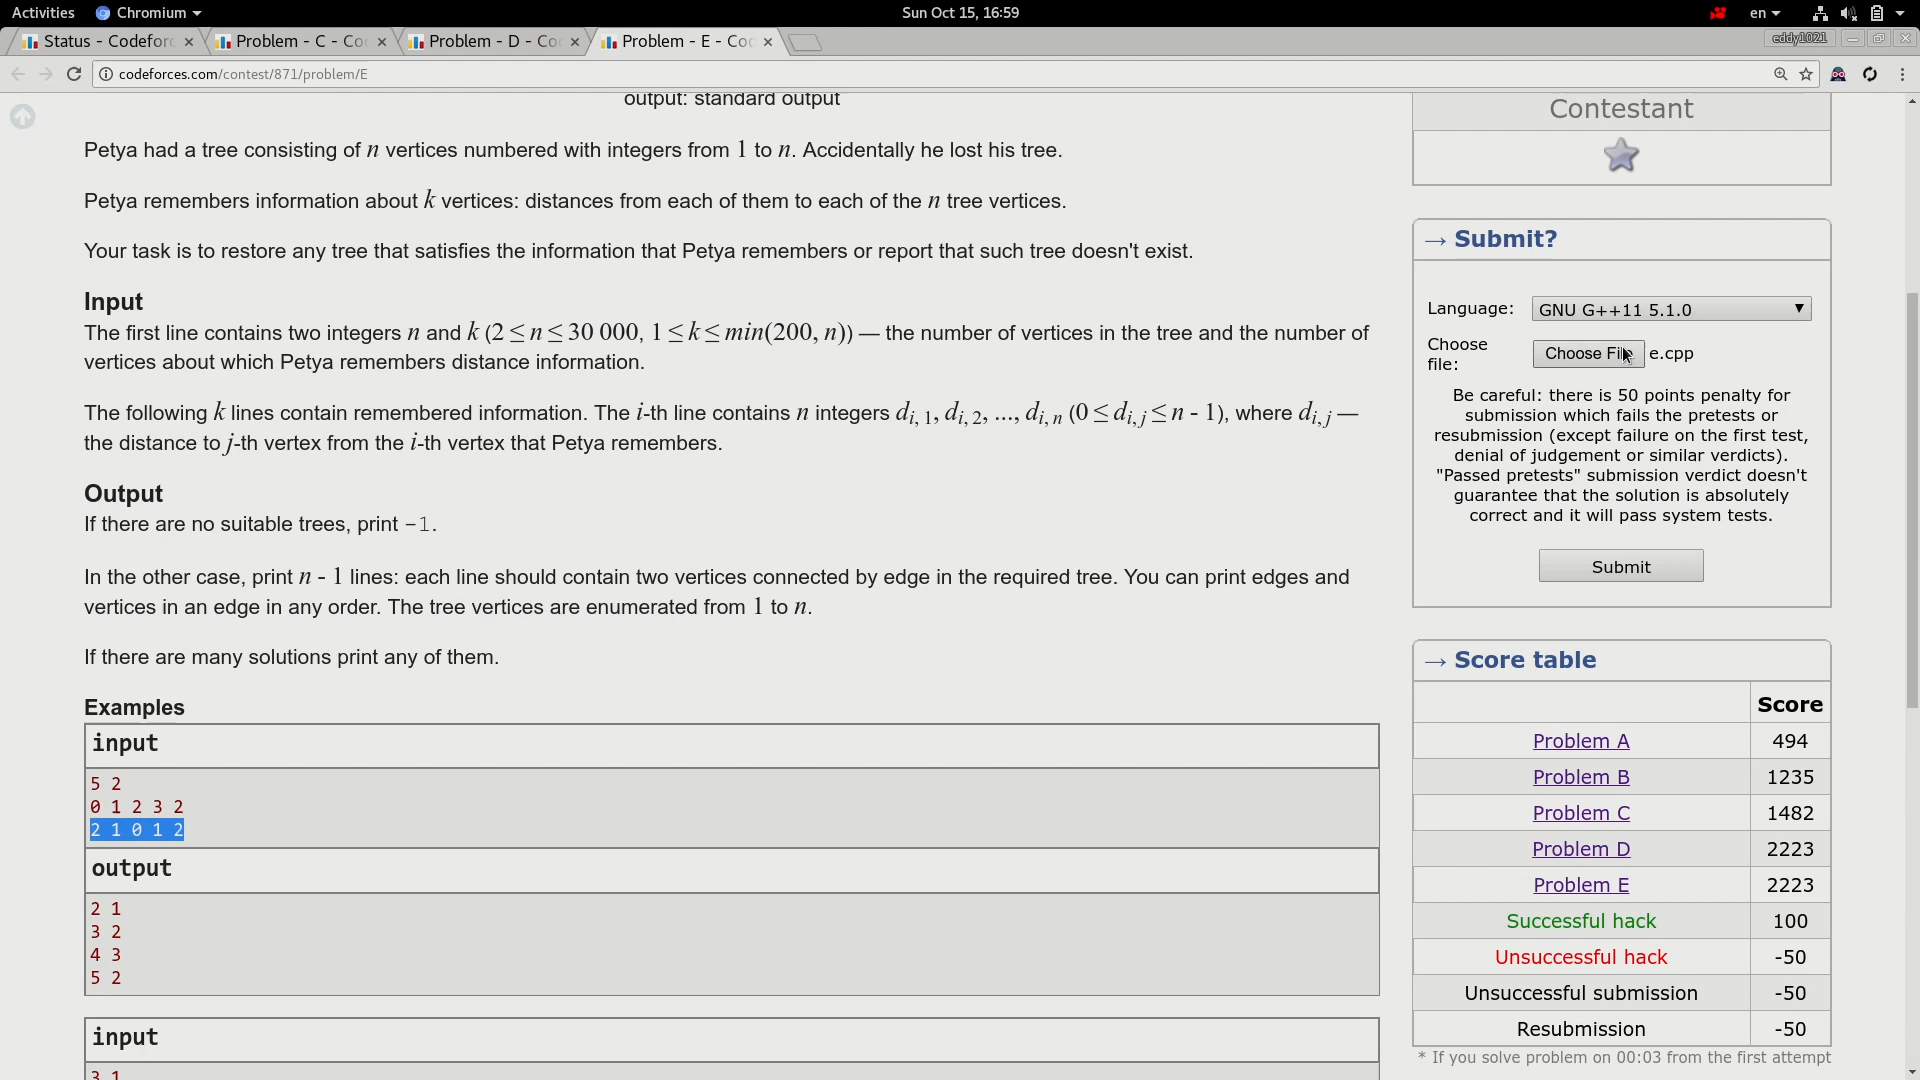 Activities Chromium Sun Oct 15, 16:59 en
Status - Codeforc Problem - C - Co Problem - D - Co Problem - E - Co eddy1021
codeforces.com/contest/871/problem/E
output: standard output
Petya had a tree consisting of n vertices numbered with integers from 1 to n. Accidentally he lost his tree.
Petya remembers information about k vertices: distances from each of them to each of the n tree vertices.
Your task is to restore any tree that satisfies the information that Petya remembers or report that such tree doesn't exist.
Input
The first line contains two integers n and k (2 ≤ n ≤ 30 000, 1 ≤ k ≤ min(200, n)) — the number of vertices in the tree and the number of
vertices about which Petya remembers distance information.
The following k lines contain remembered information. The i-th line contains n integers d_{i, 1}, d_{i, 2}, ..., d_{i, n} (0 ≤ d_{i, j} ≤ n - 1), where d_{i, j} —
the distance to j-th vertex from the i-th vertex that Petya remembers.
Output
If there are no suitable trees, print -1.
In the other case, print n - 1 lines: each line should contain two vertices connected by edge in the required tree. You can print edges and
vertices in an edge in any order. The tree vertices are enumerated from 1 to n.
If there are many solutions print any of them.
Examples
input
5 2
0 1 2 3 2
2 1 0 1 2
output
2 1
3 2
4 3
5 2
input
3 1
Contestant
→ Submit?
Language: GNU G++11 5.1.0
Choose file: Choose File e.cpp
Be careful: there is 50 points penalty for
submission which fails the pretests or
resubmission (except failure on the first test,
denial of judgement or similar verdicts).
"Passed pretests" submission verdict doesn't
guarantee that the solution is absolutely
correct and it will pass system tests.
Submit
→ Score table
Score
Problem A 494
Problem B 1235
Problem C 1482
Problem D 2223
Problem E 2223
Successful hack 100
Unsuccessful hack -50
Unsuccessful submission -50
Resubmission -50
* If you solve problem on 00:03 from the first attempt